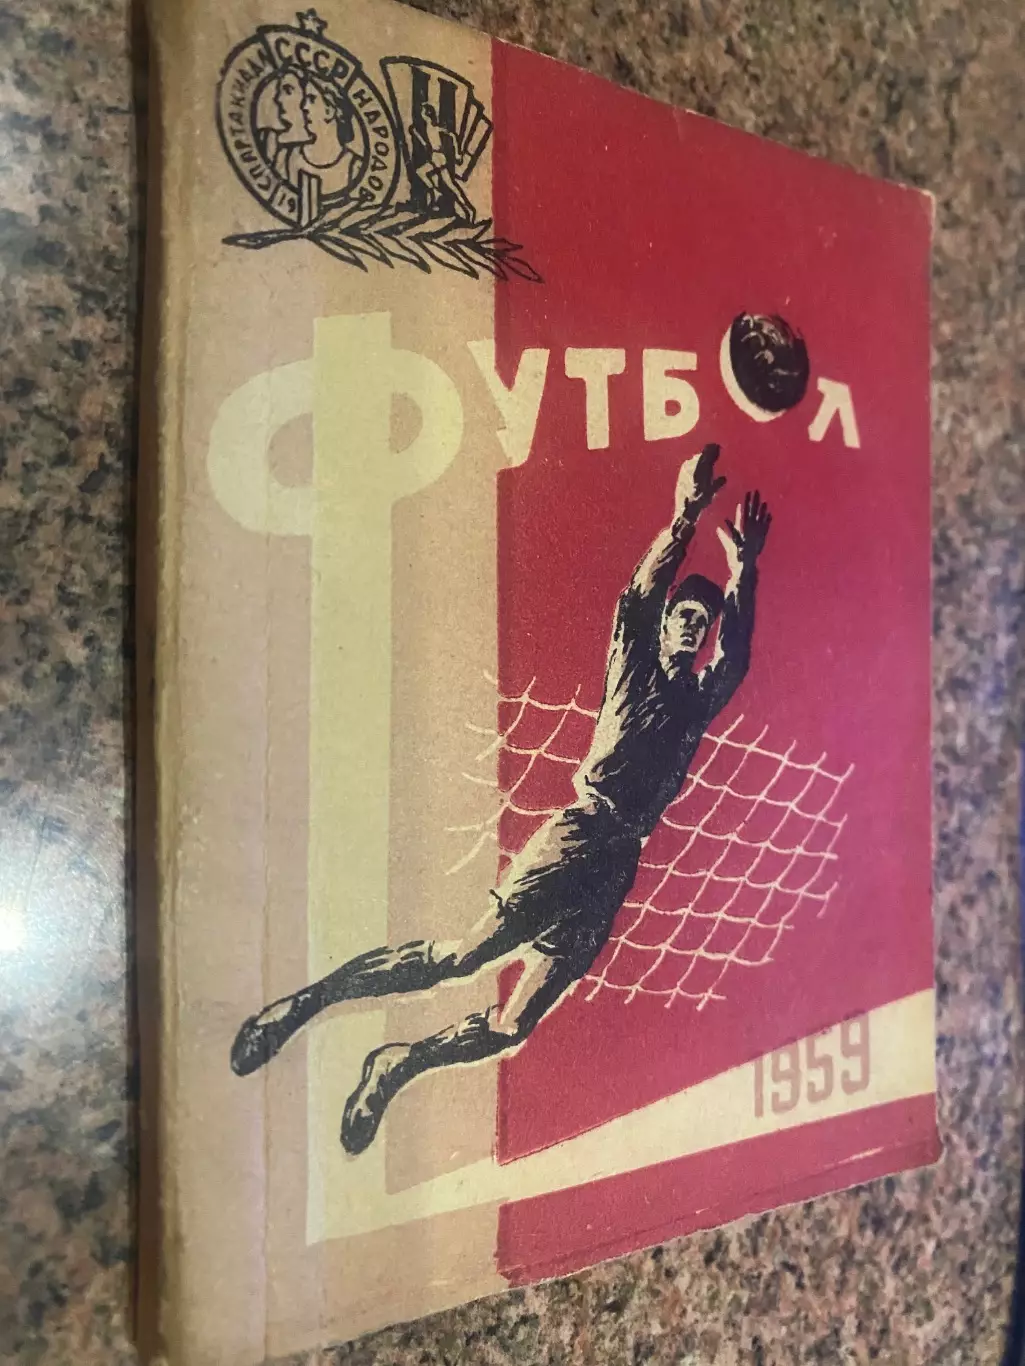 СПАРТАКИАДА НАРОДОВ
СССР
ФУТБОЛ
1959